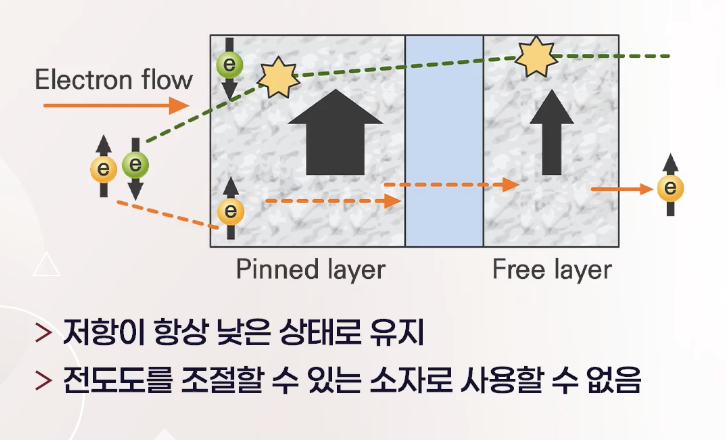 Electron flow
e
e e
e
e
Pinned layer
Free layer
> 저항이 항상 낮은 상태로 유지
> 전도도를 조절할 수 있는 소자로 사용할 수 없음